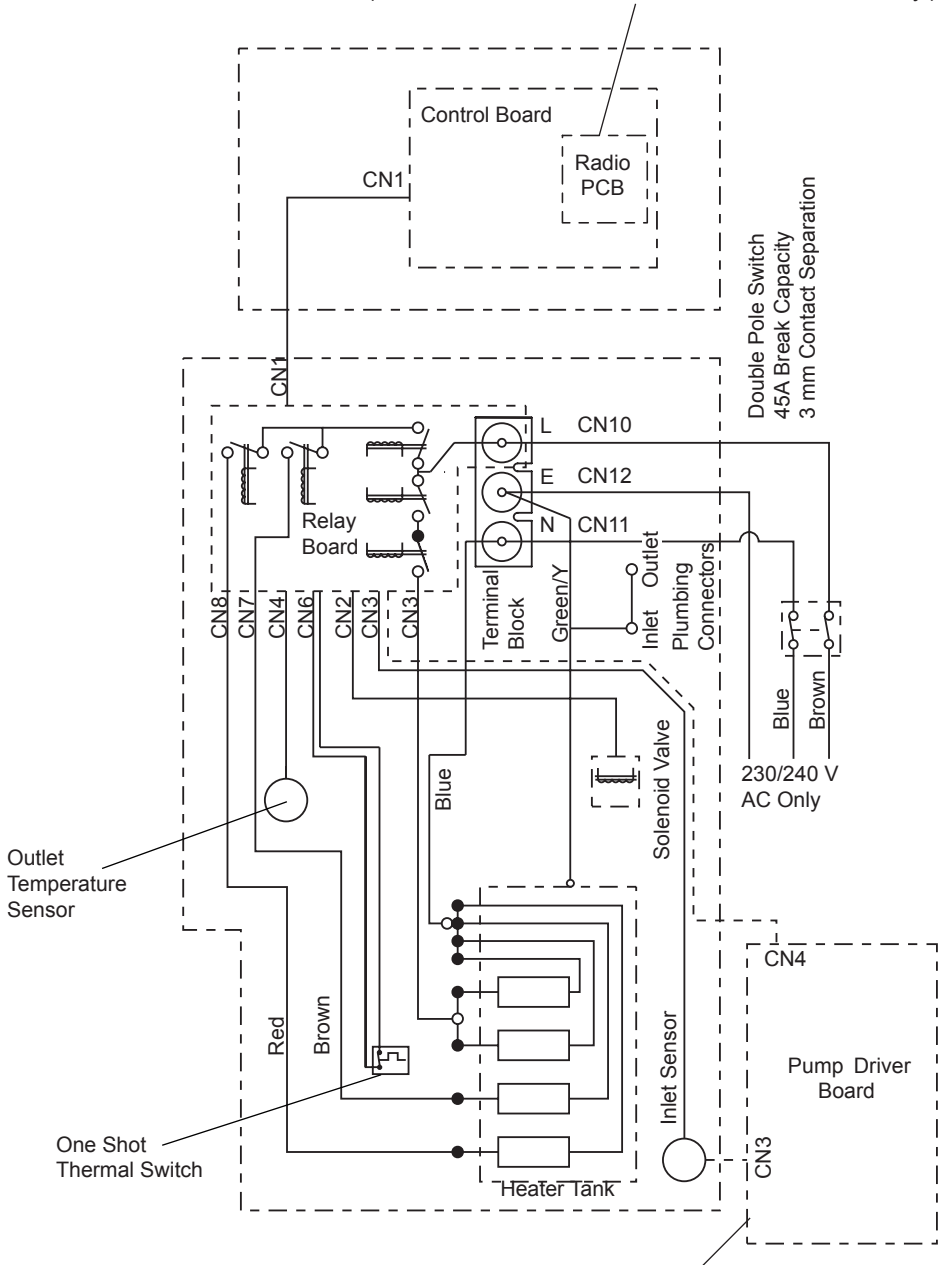 Control Board
Radio
PCB
CN1
Double Pole Switch
45A Break Capacity
3 mm Contact Separation
CN1
L CN10
E CN12
N CN11
Relay
Board
CN8
CN7
CN4
CN6
CN2
CN3
CN3
Terminal
Block
Green/Y
Inlet Outlet
Plumbing
Connectors
Blue
Brown
230/240 V
AC Only
Blue
Solenoid Valve
Outlet
Temperature
Sensor
CN4
Red
Brown
Inlet Sensor
Pump Driver
Board
CN3
One Shot
Thermal Switch
Heater Tank